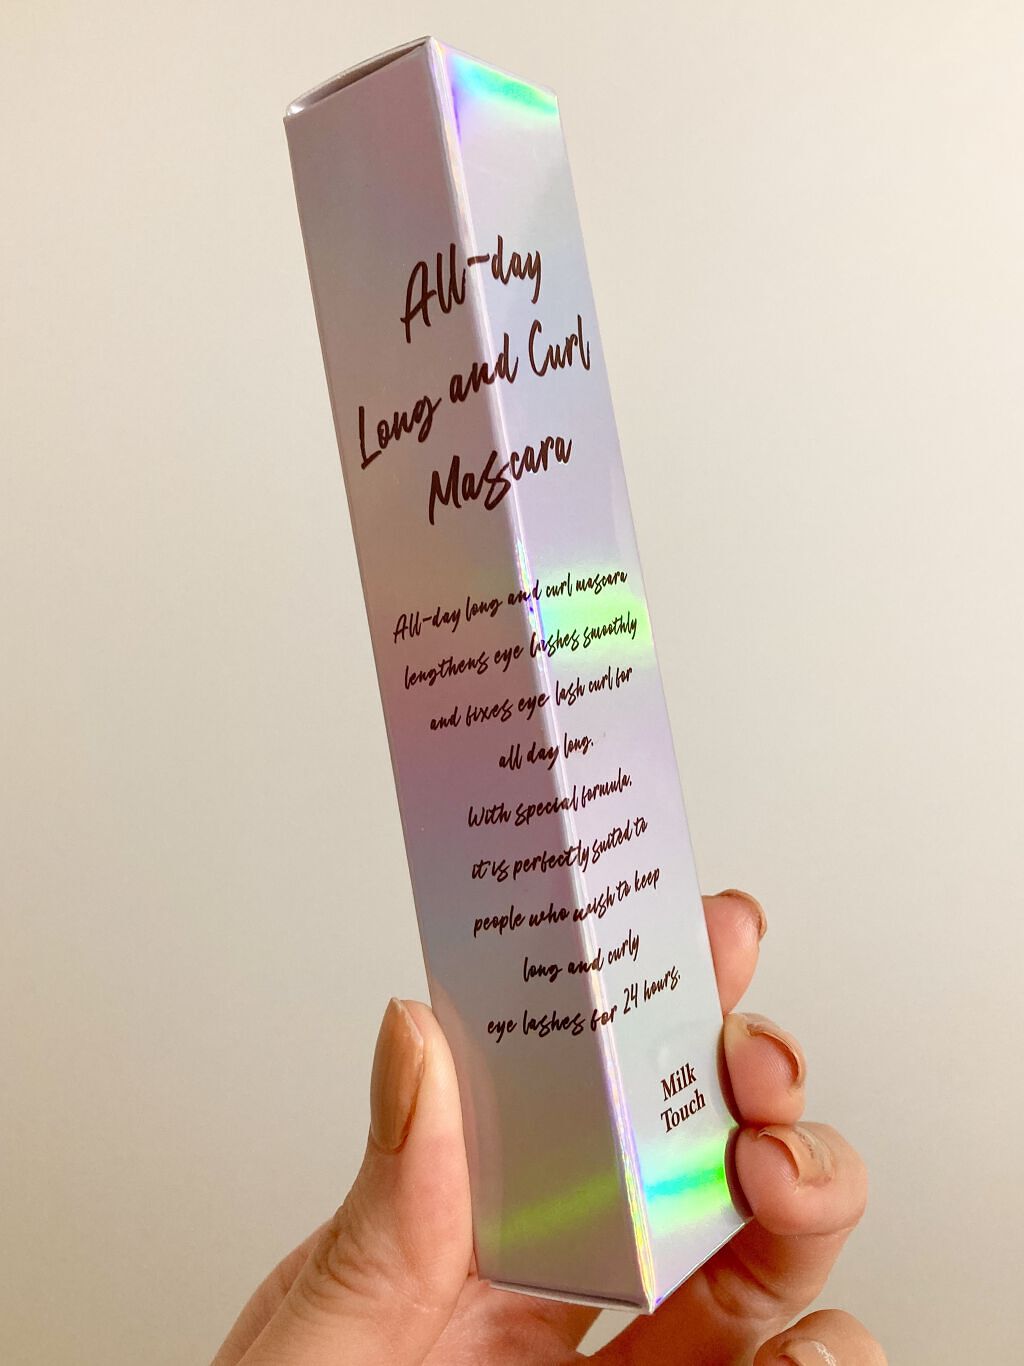 All-day
Long and Curl
Mascara
All-day long and curl mascara
lengthens eye lashes smoothly
and fixes eye lash curl for
all day long.
With special formula,
it is perfectly suited to
people who wish to keep
long and curly
eye lashes for 24 hours.
Milk
Touch